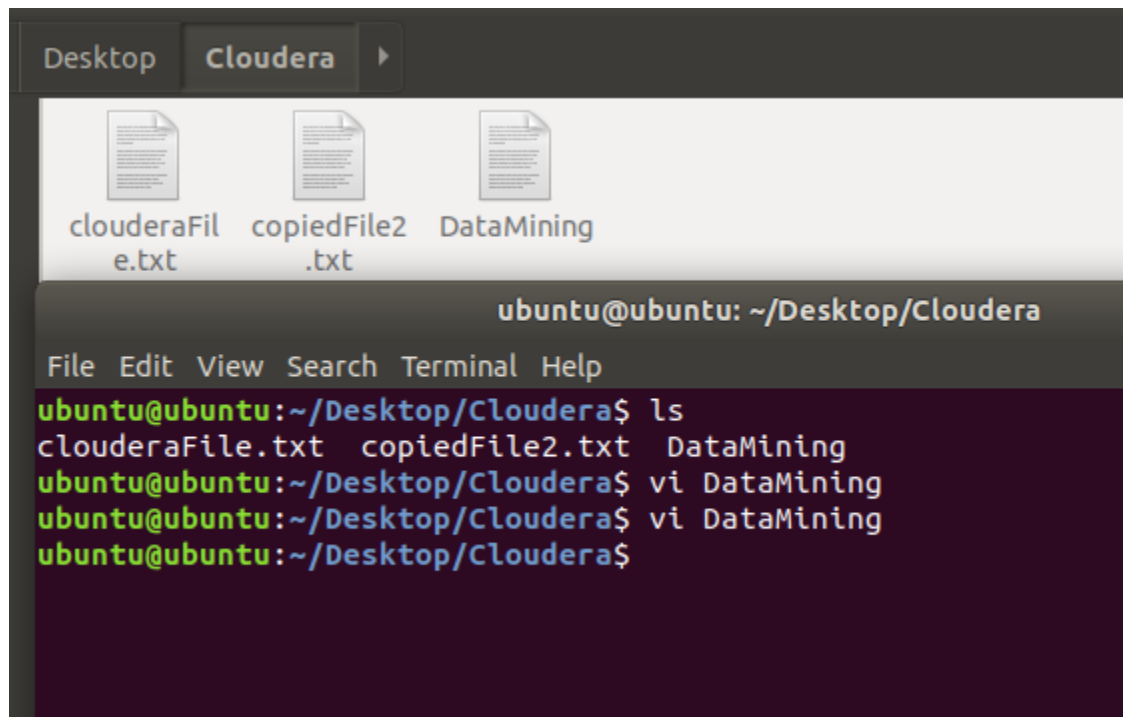 Desktop Cloudera
clouderaFil copiedFile2 DataMining
e.txt .txt
ubuntu@ubuntu: ~/Desktop/Cloudera
File Edit View Search Terminal Help
ubuntu@ubuntu:~/Desktop/Cloudera$ ls
clouderaFile.txt copiedFile2.txt DataMining
ubuntu@ubuntu:~/Desktop/Cloudera$ vi DataMining
ubuntu@ubuntu:~/Desktop/Cloudera$ vi DataMining
ubuntu@ubuntu:~/Desktop/Cloudera$